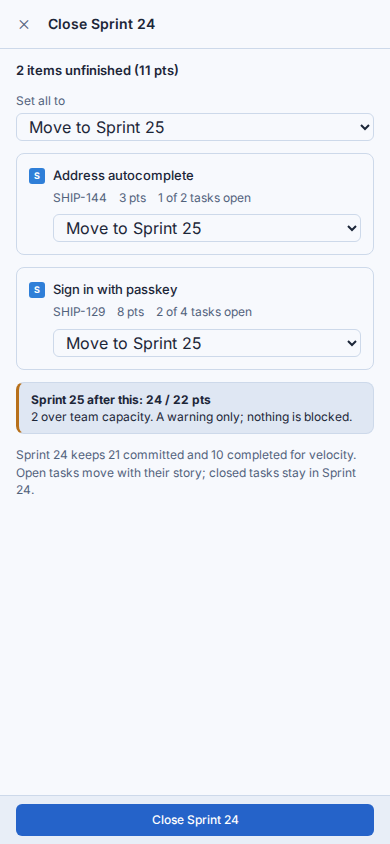 Close Sprint 24
2 items unfinished (11 pts)
Set all to
Move to Sprint 25
S Address autocomplete
SHIP-144 3 pts 1 of 2 tasks open
Move to Sprint 25
S Sign in with passkey
SHIP-129 8 pts 2 of 4 tasks open
Move to Sprint 25
Sprint 25 after this: 24 / 22 pts
2 over team capacity. A warning only; nothing is blocked.
Sprint 24 keeps 21 committed and 10 completed for velocity.
Open tasks move with their story; closed tasks stay in Sprint
24.
Close Sprint 24